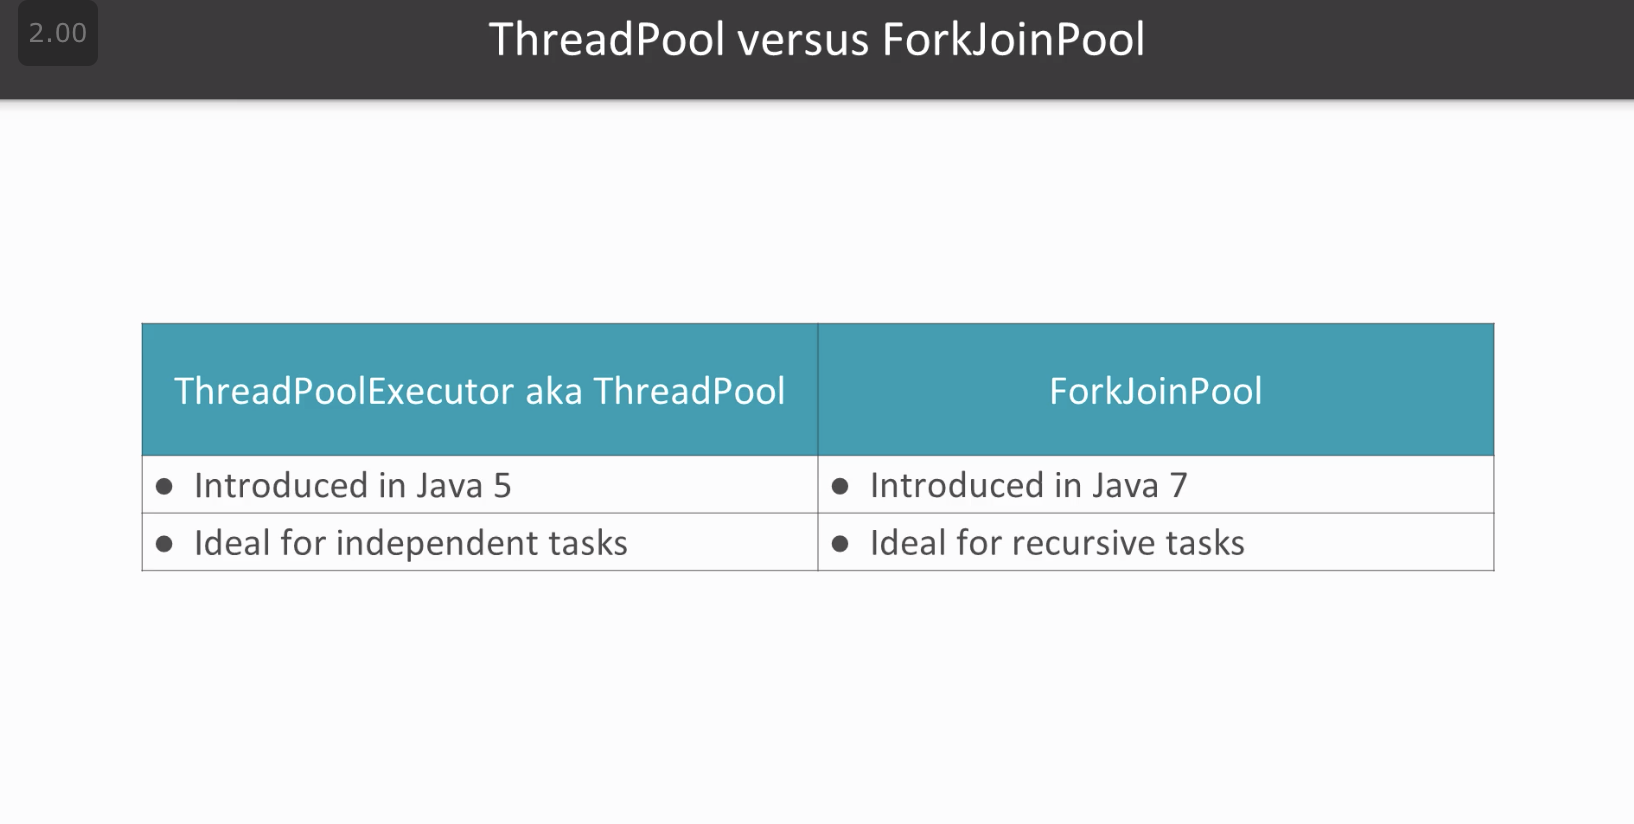 2.00
ThreadPool versus ForkJoinPool
ThreadPoolExecutor aka ThreadPool
ForkJoinPool
● Introduced in Java 5
● Introduced in Java 7
● Ideal for independent tasks
● Ideal for recursive tasks